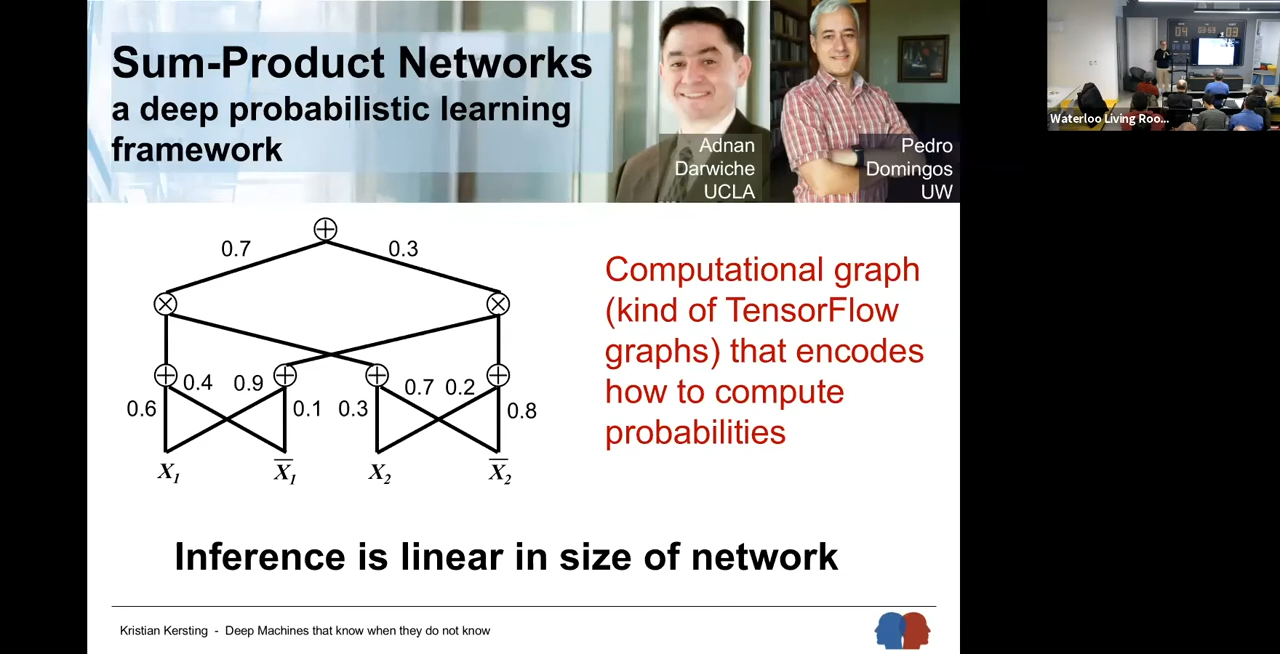 Sum-Product Networks
a deep probabilistic learning
framework
Adnan
Darwiche
UCLA
Pedro
Domingos
UW
Waterloo Living Roo...
0.7
0.3
0.4
0.9
0.7
0.2
0.6
0.1
0.3
0.8
X₁
X̅₁
X₂
X̅₂
Computational graph
(kind of TensorFlow
graphs) that encodes
how to compute
probabilities
Inference is linear in size of network
Kristian Kersting - Deep Machines that know when they do not know